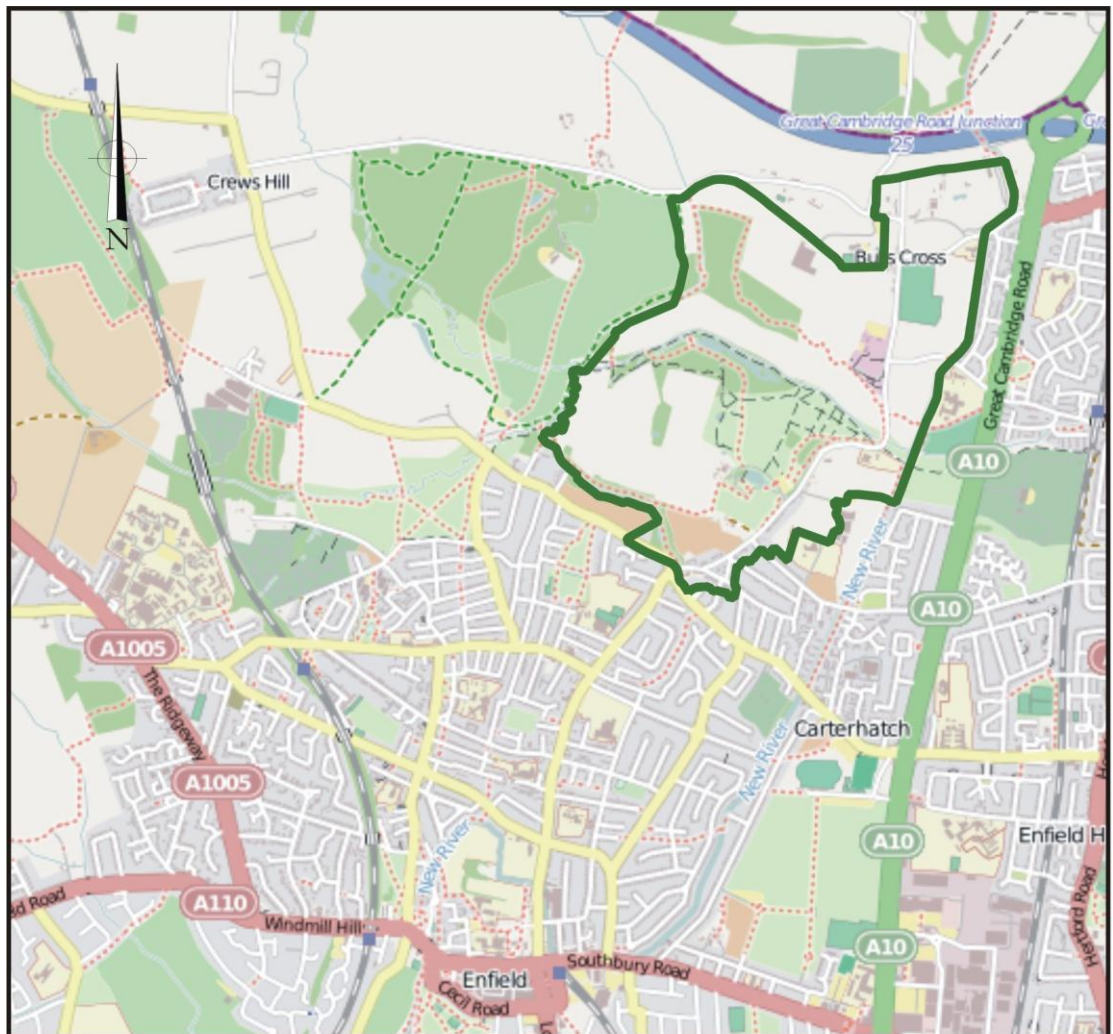 Great Cambridge Road Junction
25
Crews Hill
N
Bulls Cross
Great Cambridge Road
A10
New River
A10
A1005
The Ridgeway
Carterhatch
New River
A1005
A10
Enfield H
New River
A110
ld Road
Windmill Hill
A10
Hertford Road
Southbury Road
Enfield
Cecil Road